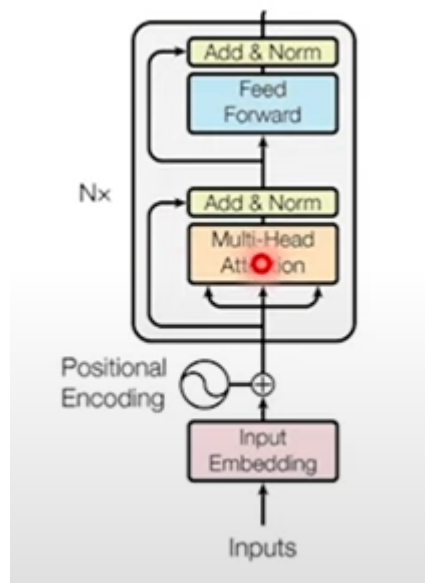 Add & Norm
Feed
Forward
Nx
Add & Norm
Multi-Head
Positional
Encoding
Input
Embedding
Inputs